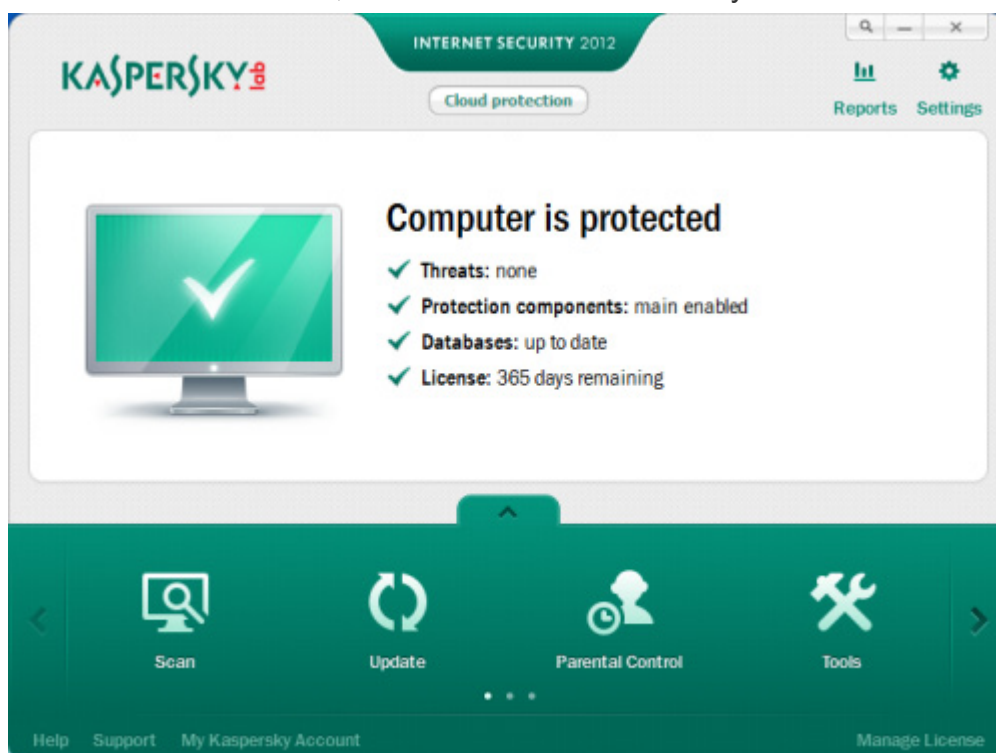 INTERNET SECURITY 2012
KASPERSKY lab
Cloud protection
Reports Settings
Computer is protected
Threats: none
Protection components: main enabled
Databases: up to date
License: 365 days remaining
Scan Update Parental Control Tools
Help Support My Kaspersky Account Manage License